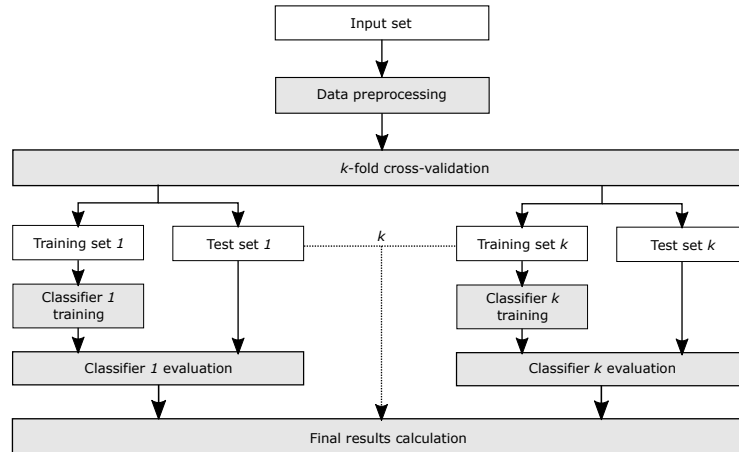 Input set
Data preprocessing
k-fold cross-validation
Training set 1
Test set 1
k
Training set k
Test set k
Classifier 1
training
Classifier k
training
Classifier 1 evaluation
Classifier k evaluation
Final results calculation